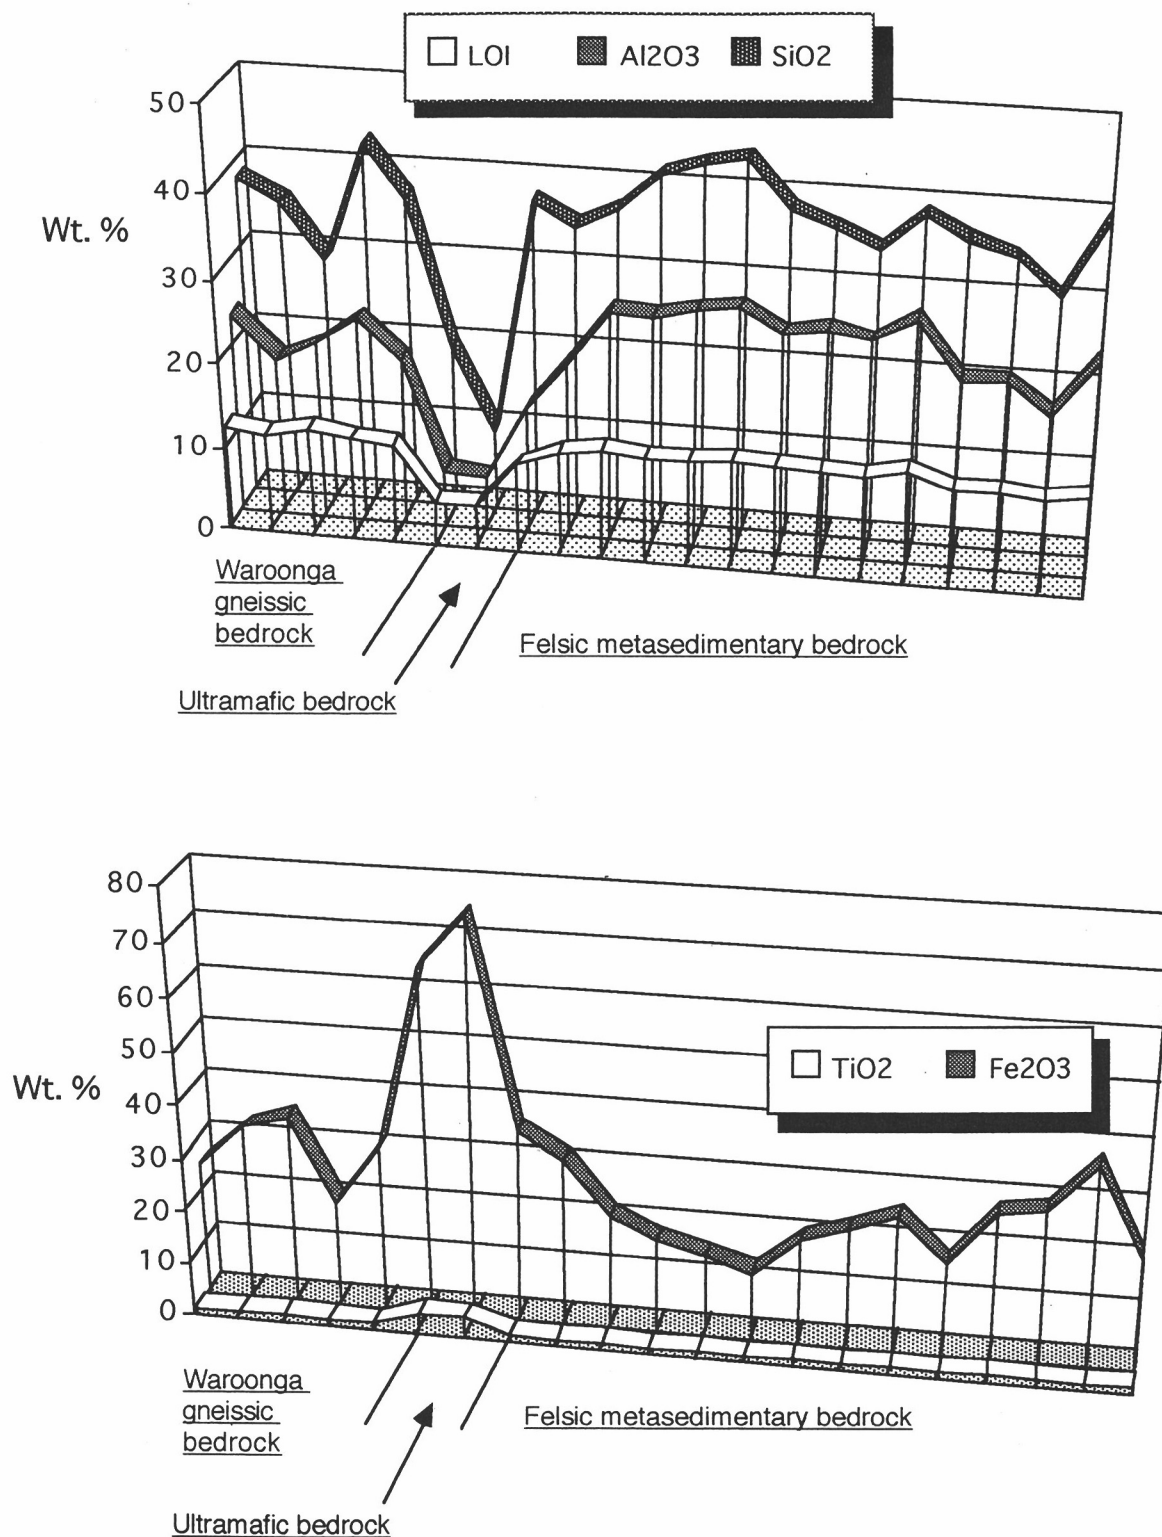 LOI Al2O3 SiO2
50
40
Wt. %
30
20
10
0
Waroonga
gneissic
bedrock
Felsic metasedimentary bedrock
Ultramafic bedrock
80
70
60
TiO2 Fe2O3
50
Wt. %
40
30
20
10
0
Waroonga
gneissic
bedrock
Felsic metasedimentary bedrock
Ultramafic bedrock